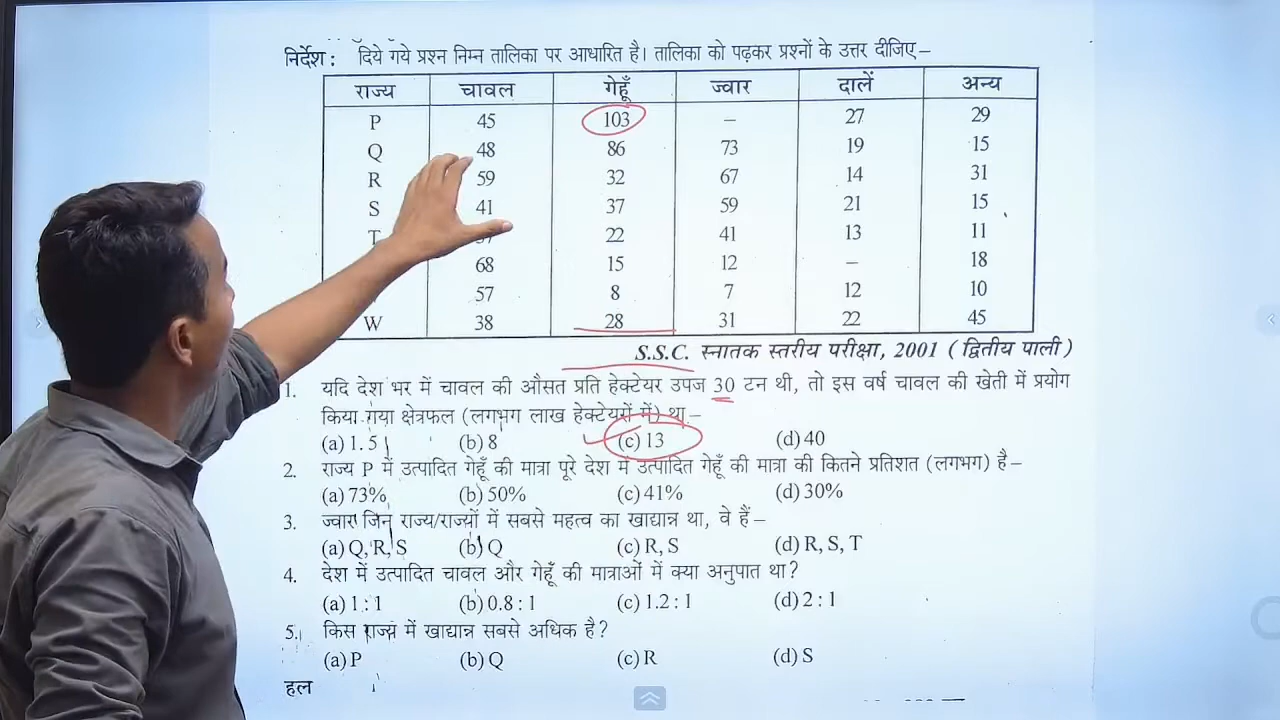 निर्देश : दिये गये प्रश्न निम्न तालिका पर आधारित है। तालिका को पढ़कर प्रश्नों के उत्तर दीजिए –
राज्य चावल गेहूँ ज्वार दालें अन्य
P 45 103 – 27 29
Q 48 86 73 19 15
R 59 32 67 14 31
S 41 37 59 21 15
T 22 41 13 11
68 15 12 – 18
57 8 7 12 10
W 38 28 31 22 45
S.S.C. स्नातक स्तरीय परीक्षा, 2001 ( द्वितीय पाली )
1. यदि देश भर में चावल की औसत प्रति हेक्टेयर उपज 30 टन थी, तो इस वर्ष चावल की खेती में प्रयोग
किया गया क्षेत्रफल (लगभग लाख हेक्टेयरों में) था –
(a) 1.5 (b) 8 (c) 13 (d) 40
2. राज्य P में उत्पादित गेहूँ की मात्रा पूरे देश में उत्पादित गेहूँ की मात्रा की कितने प्रतिशत (लगभग) है –
(a) 73% (b) 50% (c) 41% (d) 30%
3. ज्वार जिन राज्य/राज्यों में सबसे महत्व का खाद्यान्न था, वे हैं –
(a) Q, R, S (b) Q (c) R, S (d) R, S, T
4. देश में उत्पादित चावल और गेहूँ की मात्राओं में क्या अनुपात था?
(a) 1 : 1 (b) 0.8 : 1 (c) 1.2 : 1 (d) 2 : 1
5. किस राज्य में खाद्यान्न सबसे अधिक है?
(a) P (b) Q (c) R (d) S
हल